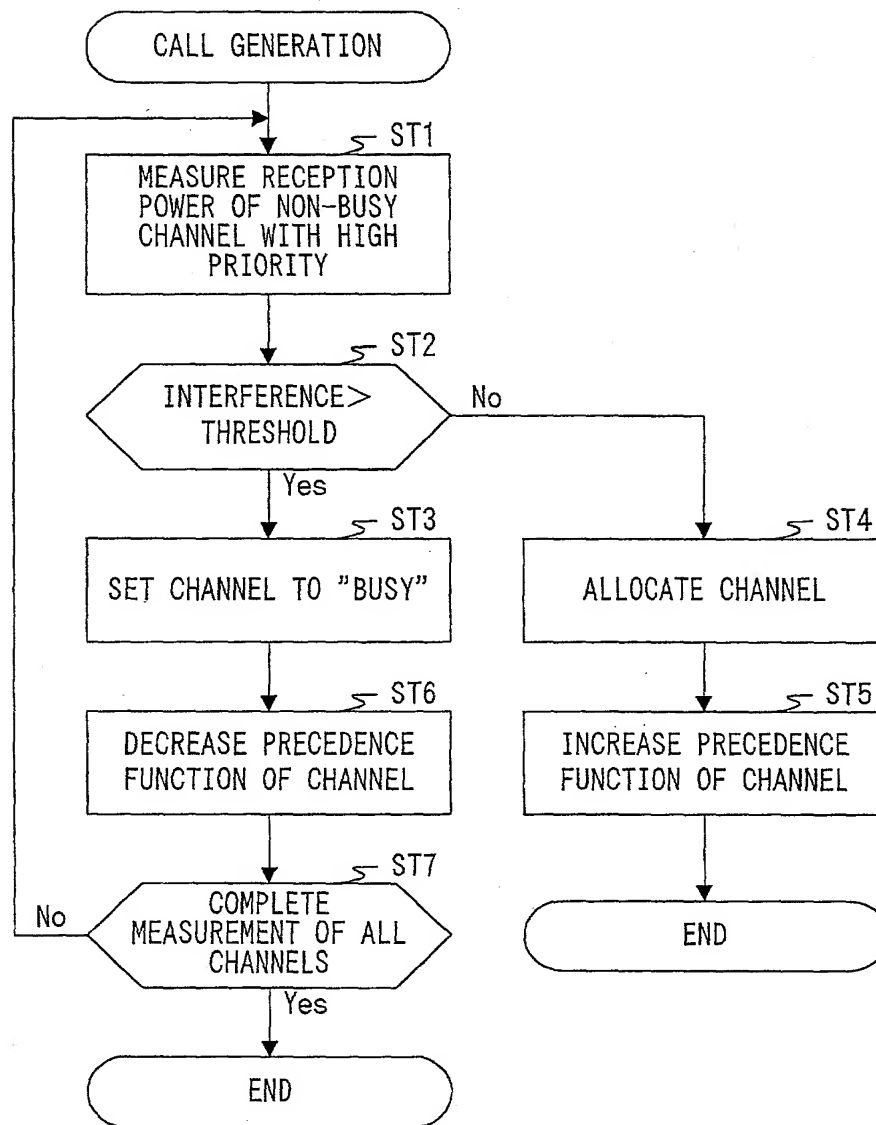 CALL GENERATION
ST1
MEASURE RECEPTION
POWER OF NON-BUSY
CHANNEL WITH HIGH
PRIORITY
ST2
INTERFERENCE>
THRESHOLD
No
Yes
ST3
SET CHANNEL TO "BUSY"
ST4
ALLOCATE CHANNEL
ST6
DECREASE PRECEDENCE
FUNCTION OF CHANNEL
ST5
INCREASE PRECEDENCE
FUNCTION OF CHANNEL
ST7
COMPLETE
MEASUREMENT OF ALL
CHANNELS
No
Yes
END
END